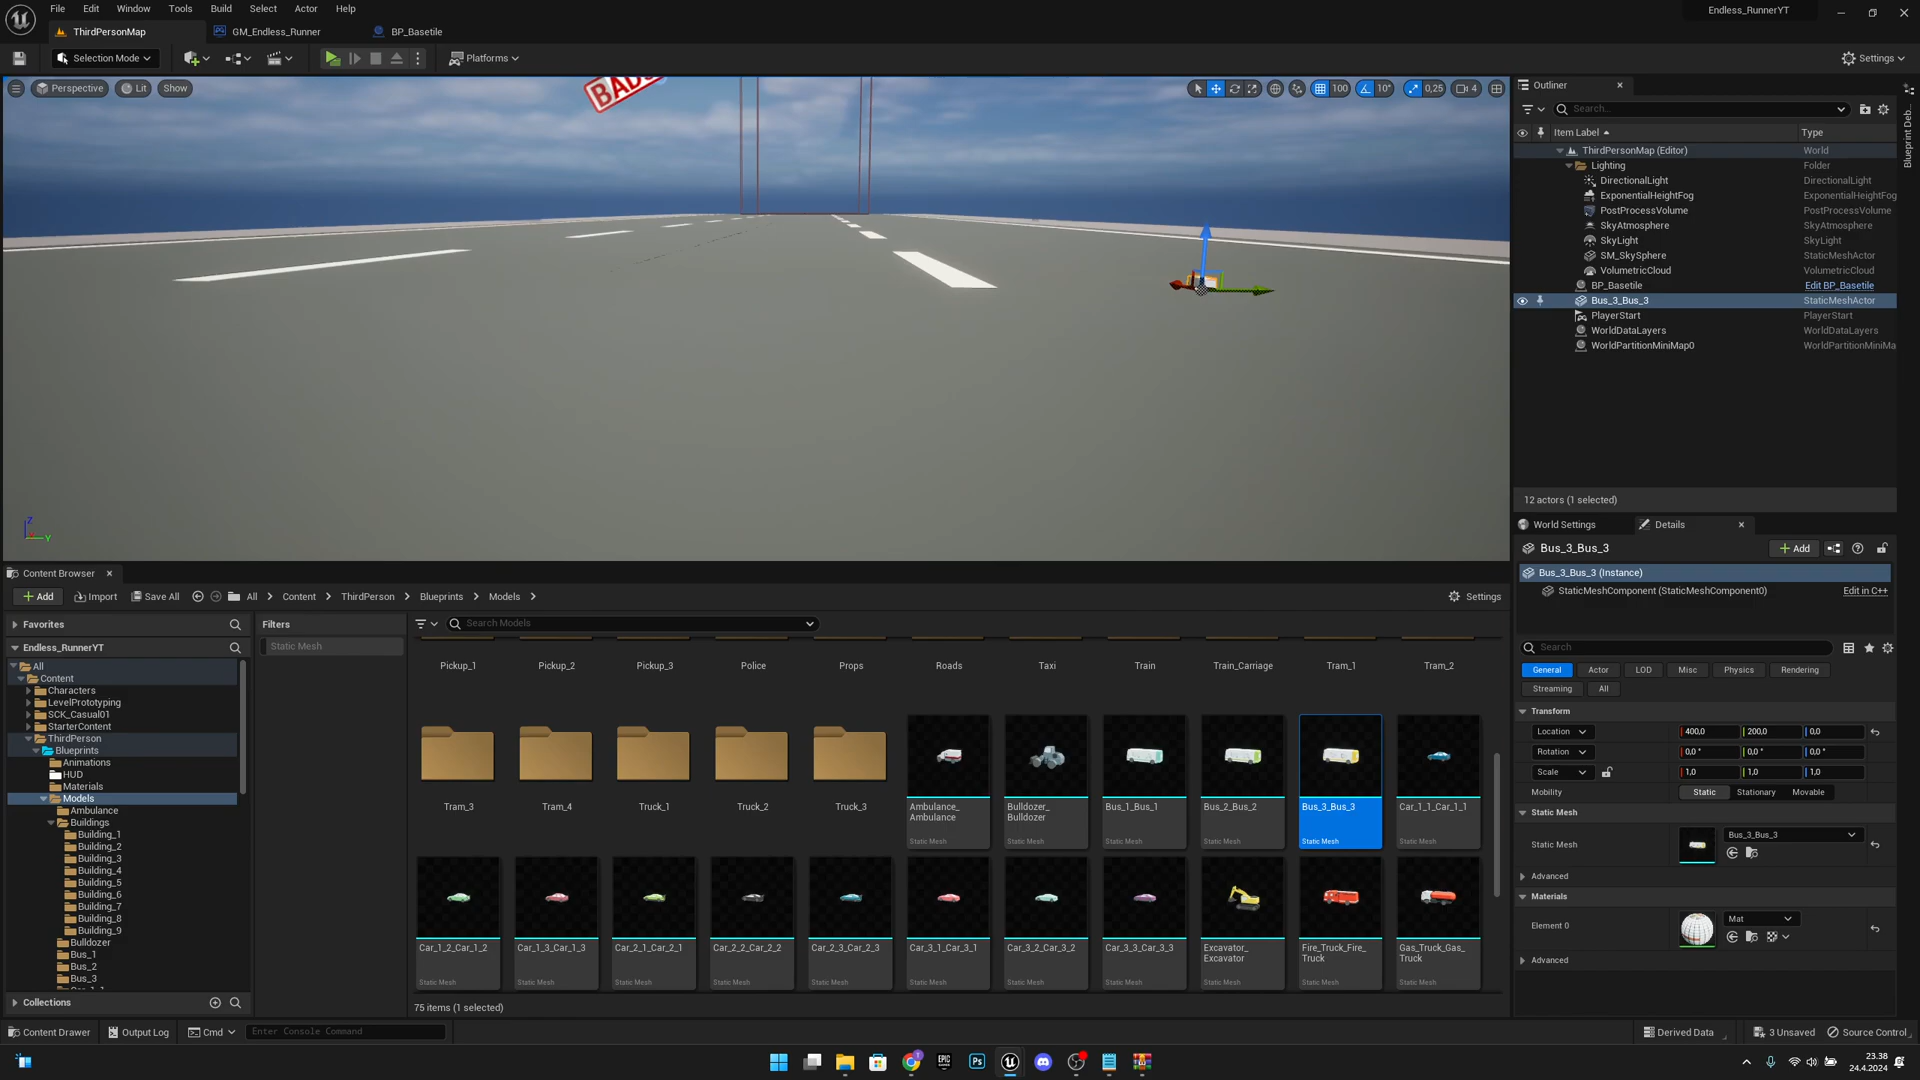 File Edit Window Tools Build Select Actor Help
Endless_RunnerYT
ThirdPersonMap GM_Endless_Runner BP_Basetile
Selection Mode Platforms Settings
Perspective Lit Show 100 10° 0,25 4
Z
Y
Outliner
Search...
Item Label Type
ThirdPersonMap (Editor) World
Lighting Folder
DirectionalLight DirectionalLight
ExponentialHeightFog ExponentialHeightFog
PostProcessVolume PostProcessVolume
SkyAtmosphere SkyAtmosphere
SkyLight SkyLight
SM_SkySphere StaticMeshActor
VolumetricCloud VolumetricCloud
BP_Basetile Edit BP_Basetile
Bus_3_Bus_3 StaticMeshActor
PlayerStart PlayerStart
WorldDataLayers WorldDataLayers
WorldPartitionMiniMap0 WorldPartitionMiniMa
12 actors (1 selected)
Blueprint Deb
World Settings Details
Bus_3_Bus_3 Add
Bus_3_Bus_3 (Instance)
StaticMeshComponent (StaticMeshComponent0) Edit in C++
Search
General Actor LOD Misc Physics Rendering
Streaming All
Transform
Location 400,0 200,0 0,0
Rotation 0,0 ° 0,0 ° 0,0 °
Scale 1,0 1,0 1,0
Mobility Static Stationary Movable
Static Mesh
Static Mesh Bus_3_Bus_3
Advanced
Materials
Element 0 Mat
Advanced
Content Browser
Add Import Save All All Content ThirdPerson Blueprints Models Settings
Favorites
Endless_RunnerYT
All
Content
Characters
LevelPrototyping
SCK_Casual01
StarterContent
ThirdPerson
Blueprints
Animations
HUD
Materials
Models
Ambulance
Buildings
Building_1
Building_2
Building_3
Building_4
Building_5
Building_6
Building_7
Building_8
Building_9
Bulldozer
Bus_1
Bus_2
Bus_3
Collections
Filters
Static Mesh
Search Models
Pickup_1 Pickup_2 Pickup_3 Police Props Roads Taxi Train Train_Carriage Tram_1 Tram_2
Tram_3 Tram_4 Truck_1 Truck_2 Truck_3
Ambulance_
Ambulance
Static Mesh
Bulldozer_
Bulldozer
Static Mesh
Bus_1_Bus_1
Static Mesh
Bus_2_Bus_2
Static Mesh
Bus_3_Bus_3
Static Mesh
Car_1_1_Car_1_1
Static Mesh
Car_1_2_Car_1_2
Static Mesh
Car_1_3_Car_1_3
Static Mesh
Car_2_1_Car_2_1
Static Mesh
Car_2_2_Car_2_2
Static Mesh
Car_2_3_Car_2_3
Static Mesh
Car_3_1_Car_3_1
Static Mesh
Car_3_2_Car_3_2
Static Mesh
Car_3_3_Car_3_3
Static Mesh
Excavator_
Excavator
Static Mesh
Fire_Truck_Fire_
Truck
Static Mesh
Gas_Truck_Gas_
Truck
Static Mesh
75 items (1 selected)
Content Drawer Output Log Cmd Enter Console Command Derived Data 3 Unsaved Source Control
EPIC GAMES Ps
23.38
24.4.2024